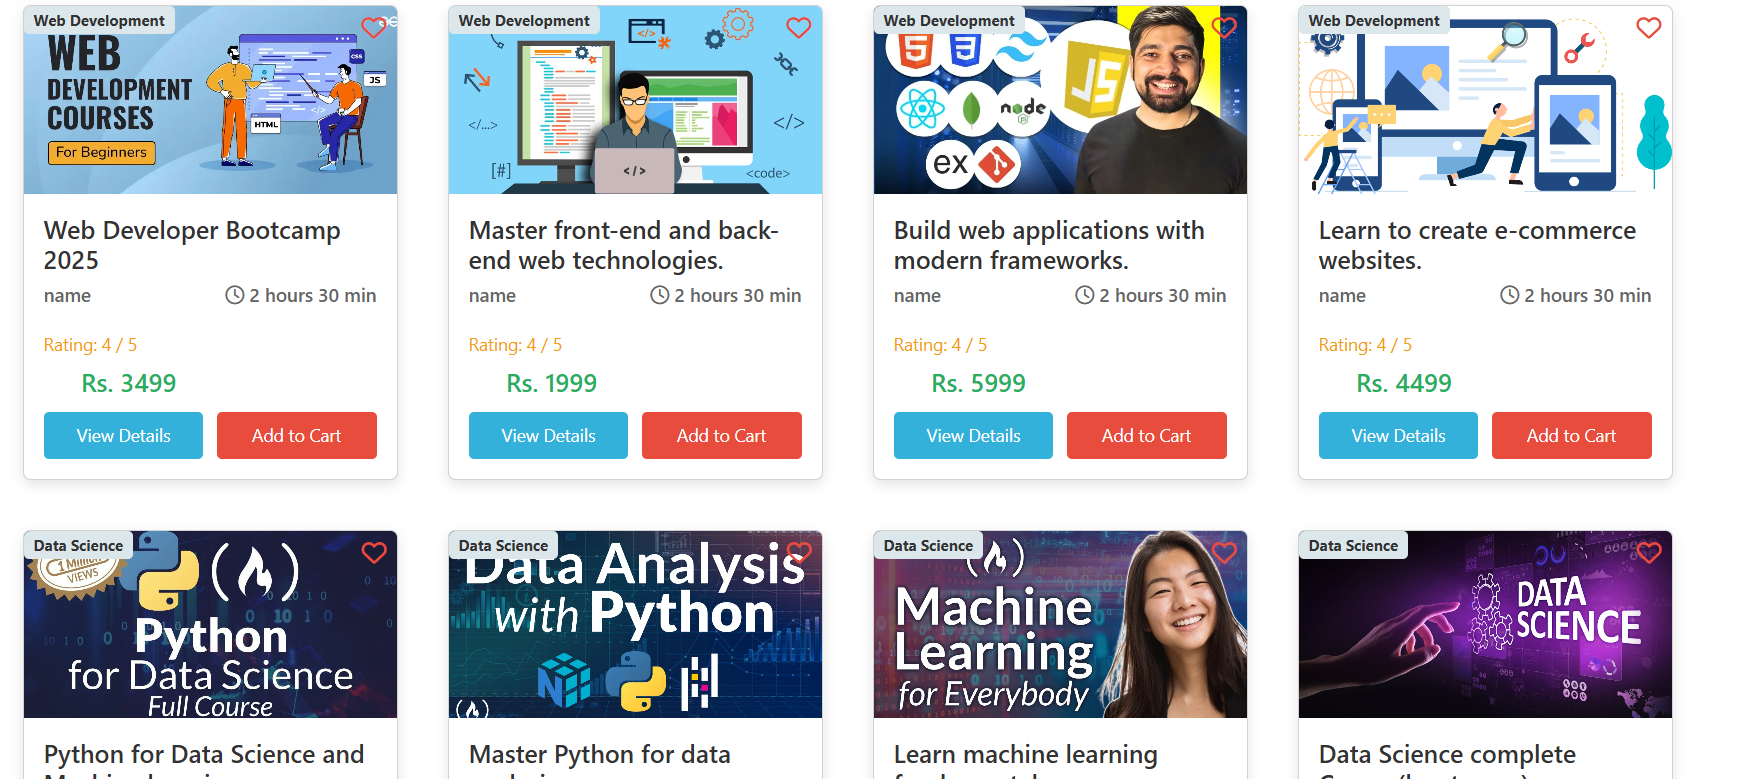 Web Development
WEB
DEVELOPMENT
COURSES
For Beginners
CSS
JS
HTML
</>
Web Developer Bootcamp
2025
name
2 hours 30 min
Rating: 4 / 5
Rs. 3499
View Details
Add to Cart
Web Development
</>
</...>
</>
[#]
</>
<code>
Master front-end and back-
end web technologies.
name
2 hours 30 min
Rating: 4 / 5
Rs. 1999
View Details
Add to Cart
Web Development
5
3
JS
node
JS
ex
Build web applications with
modern frameworks.
name
2 hours 30 min
Rating: 4 / 5
Rs. 5999
View Details
Add to Cart
Web Development
Learn to create e-commerce
websites.
name
2 hours 30 min
Rating: 4 / 5
Rs. 4499
View Details
Add to Cart
Data Science
1 Million
VIEWS
Python
for Data Science
Full Course
Python for Data Science and
Data Science
Data Analysis
with Python
Master Python for data
Data Science
Machine
Learning
for Everybody
Learn machine learning
Data Science
DATA
SCIENCE
Data Science complete